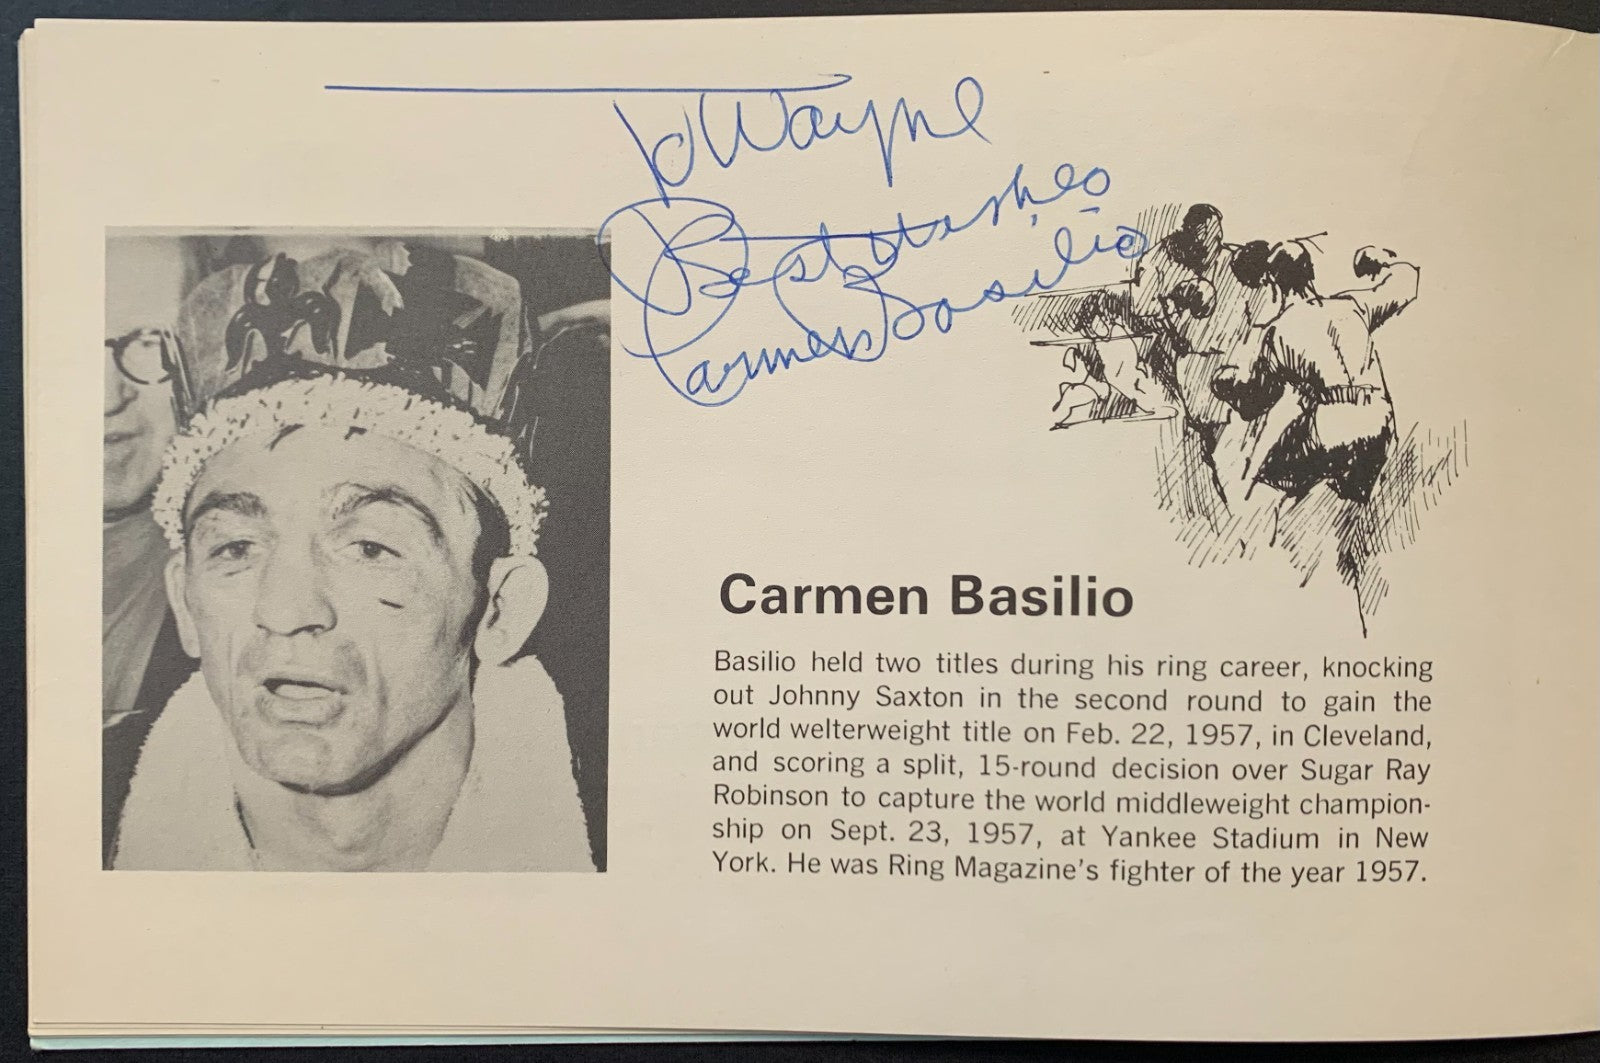 To Wayne
Best Wishes
Carmen Basilio
Carmen Basilio
Basilio held two titles during his ring career, knocking
out Johnny Saxton in the second round to gain the
world welterweight title on Feb. 22, 1957, in Cleveland,
and scoring a split, 15-round decision over Sugar Ray
Robinson to capture the world middleweight champion-
ship on Sept. 23, 1957, at Yankee Stadium in New
York. He was Ring Magazine's fighter of the year 1957.